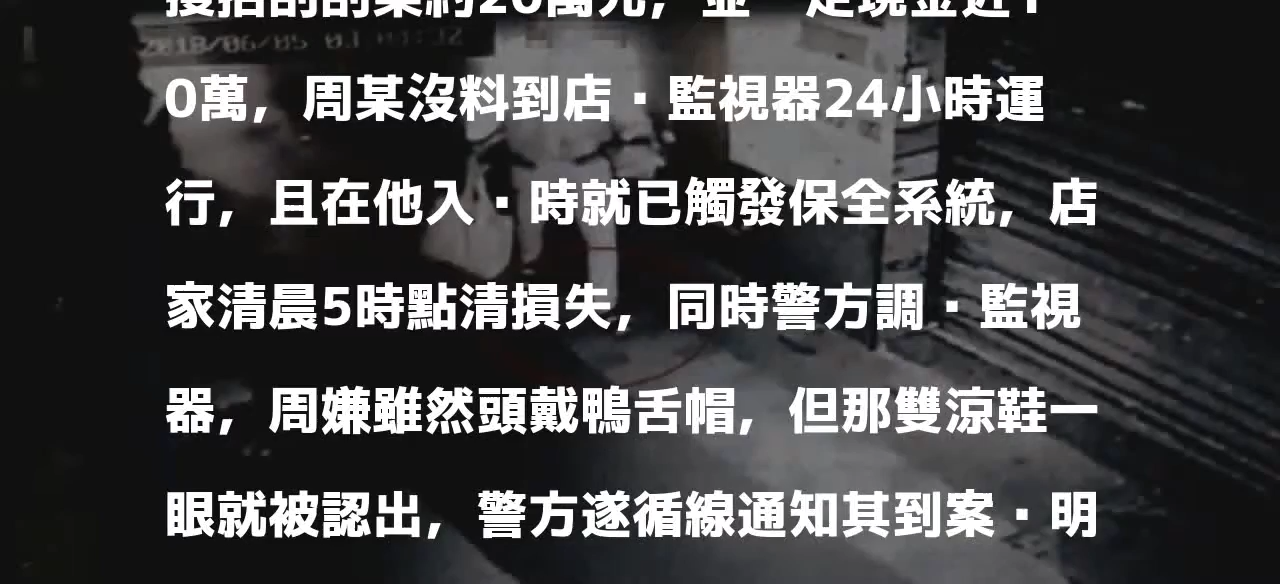 2018/06/05 03
0萬，周某沒料到店·監視器24小時運
行，且在他入·時就已觸發保全系統，店
家清晨5時點清損失，同時警方調·監視
器，周嫌雖然頭戴鴨舌帽，但那雙涼鞋一
眼就被認出，警方遂循線通知其到案·明